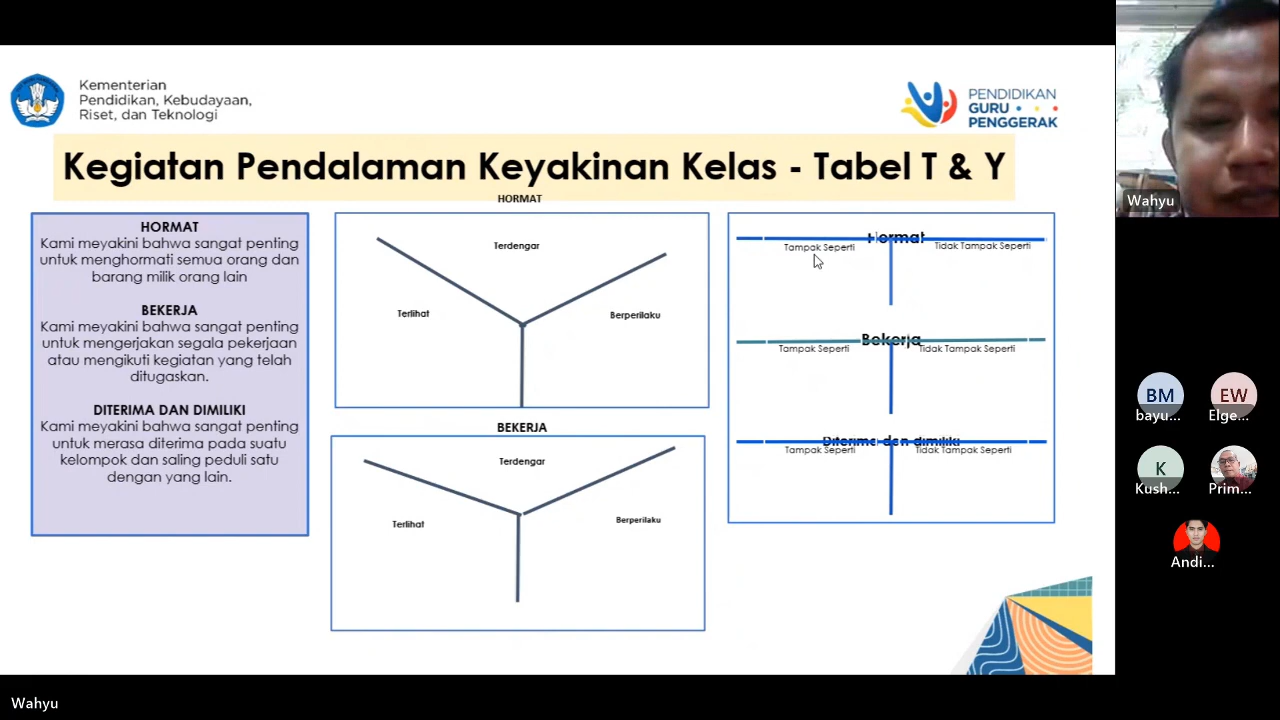 Kementerian
Pendidikan, Kebudayaan,
Riset, dan Teknologi
PENDIDIKAN
GURU
PENGGERAK
Kegiatan Pendalaman Keyakinan Kelas - Tabel T & Y
HORMAT
Kami meyakini bahwa sangat penting
untuk menghormati semua orang dan
barang milik orang lain
BEKERJA
Kami meyakini bahwa sangat penting
untuk mengerjakan segala pekerjaan
atau mengikuti kegiatan yang telah
ditugaskan.
DITERIMA DAN DIMILIKI
Kami meyakini bahwa sangat penting
untuk merasa diterima pada suatu
kelompok dan saling peduli satu
dengan yang lain.
HORMAT
Terdengar
Terlihat
Berperilaku
BEKERJA
Terdengar
Terlihat
Berperilaku
Hormat
Tampak Seperti
Tidak Tampak Seperti
Bekerja
Tampak Seperti
Tidak Tampak Seperti
Diterima dan dimiliki
Tampak Seperti
Tidak Tampak Seperti
Wahyu
BM
bayu...
EW
Elge...
K
Kush...
Prim...
Andi...
Wahyu